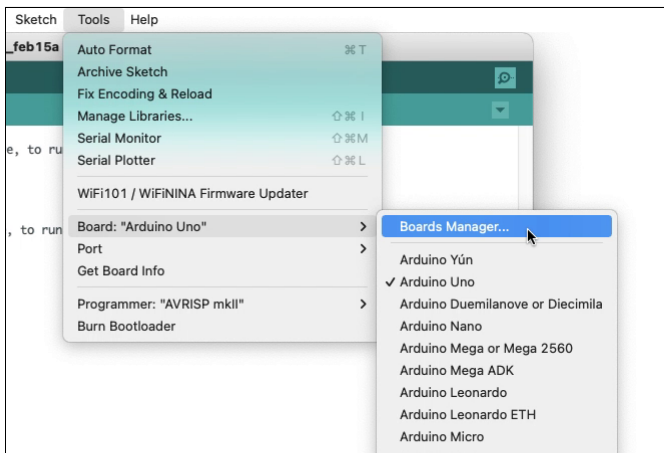 Sketch Tools Help
_feb15a
Auto Format ⌘T
Archive Sketch
Fix Encoding & Reload
Manage Libraries... ⇧⌘I
e, to ru
Serial Monitor ⇧⌘M
Serial Plotter ⇧⌘L
WiFi101 / WiFiNINA Firmware Updater
, to run
Board: "Arduino Uno"
Port
Get Board Info
Programmer: "AVRISP mkII"
Burn Bootloader
Boards Manager...
Arduino Yún
✓ Arduino Uno
Arduino Duemilanove or Diecimila
Arduino Nano
Arduino Mega or Mega 2560
Arduino Mega ADK
Arduino Leonardo
Arduino Leonardo ETH
Arduino Micro